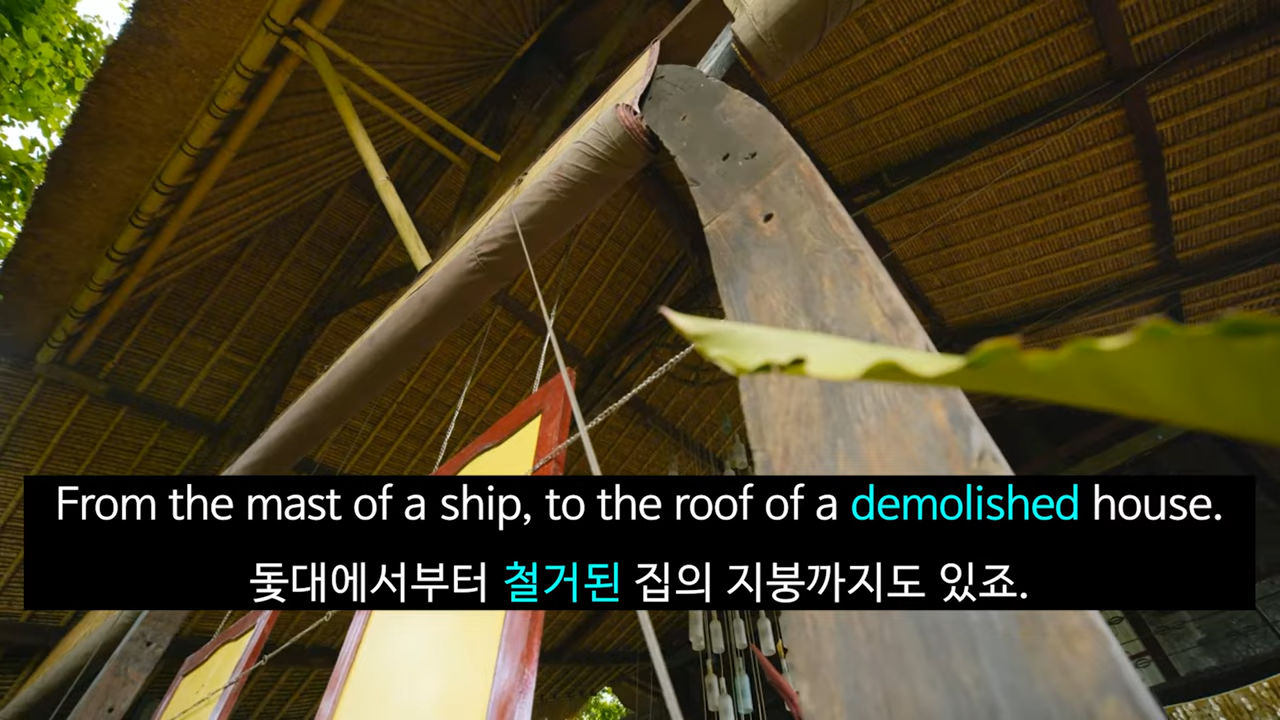 From the mast of a ship, to the roof of a demolished house.
돛대에서부터 철거된 집의 지붕까지도 있죠.